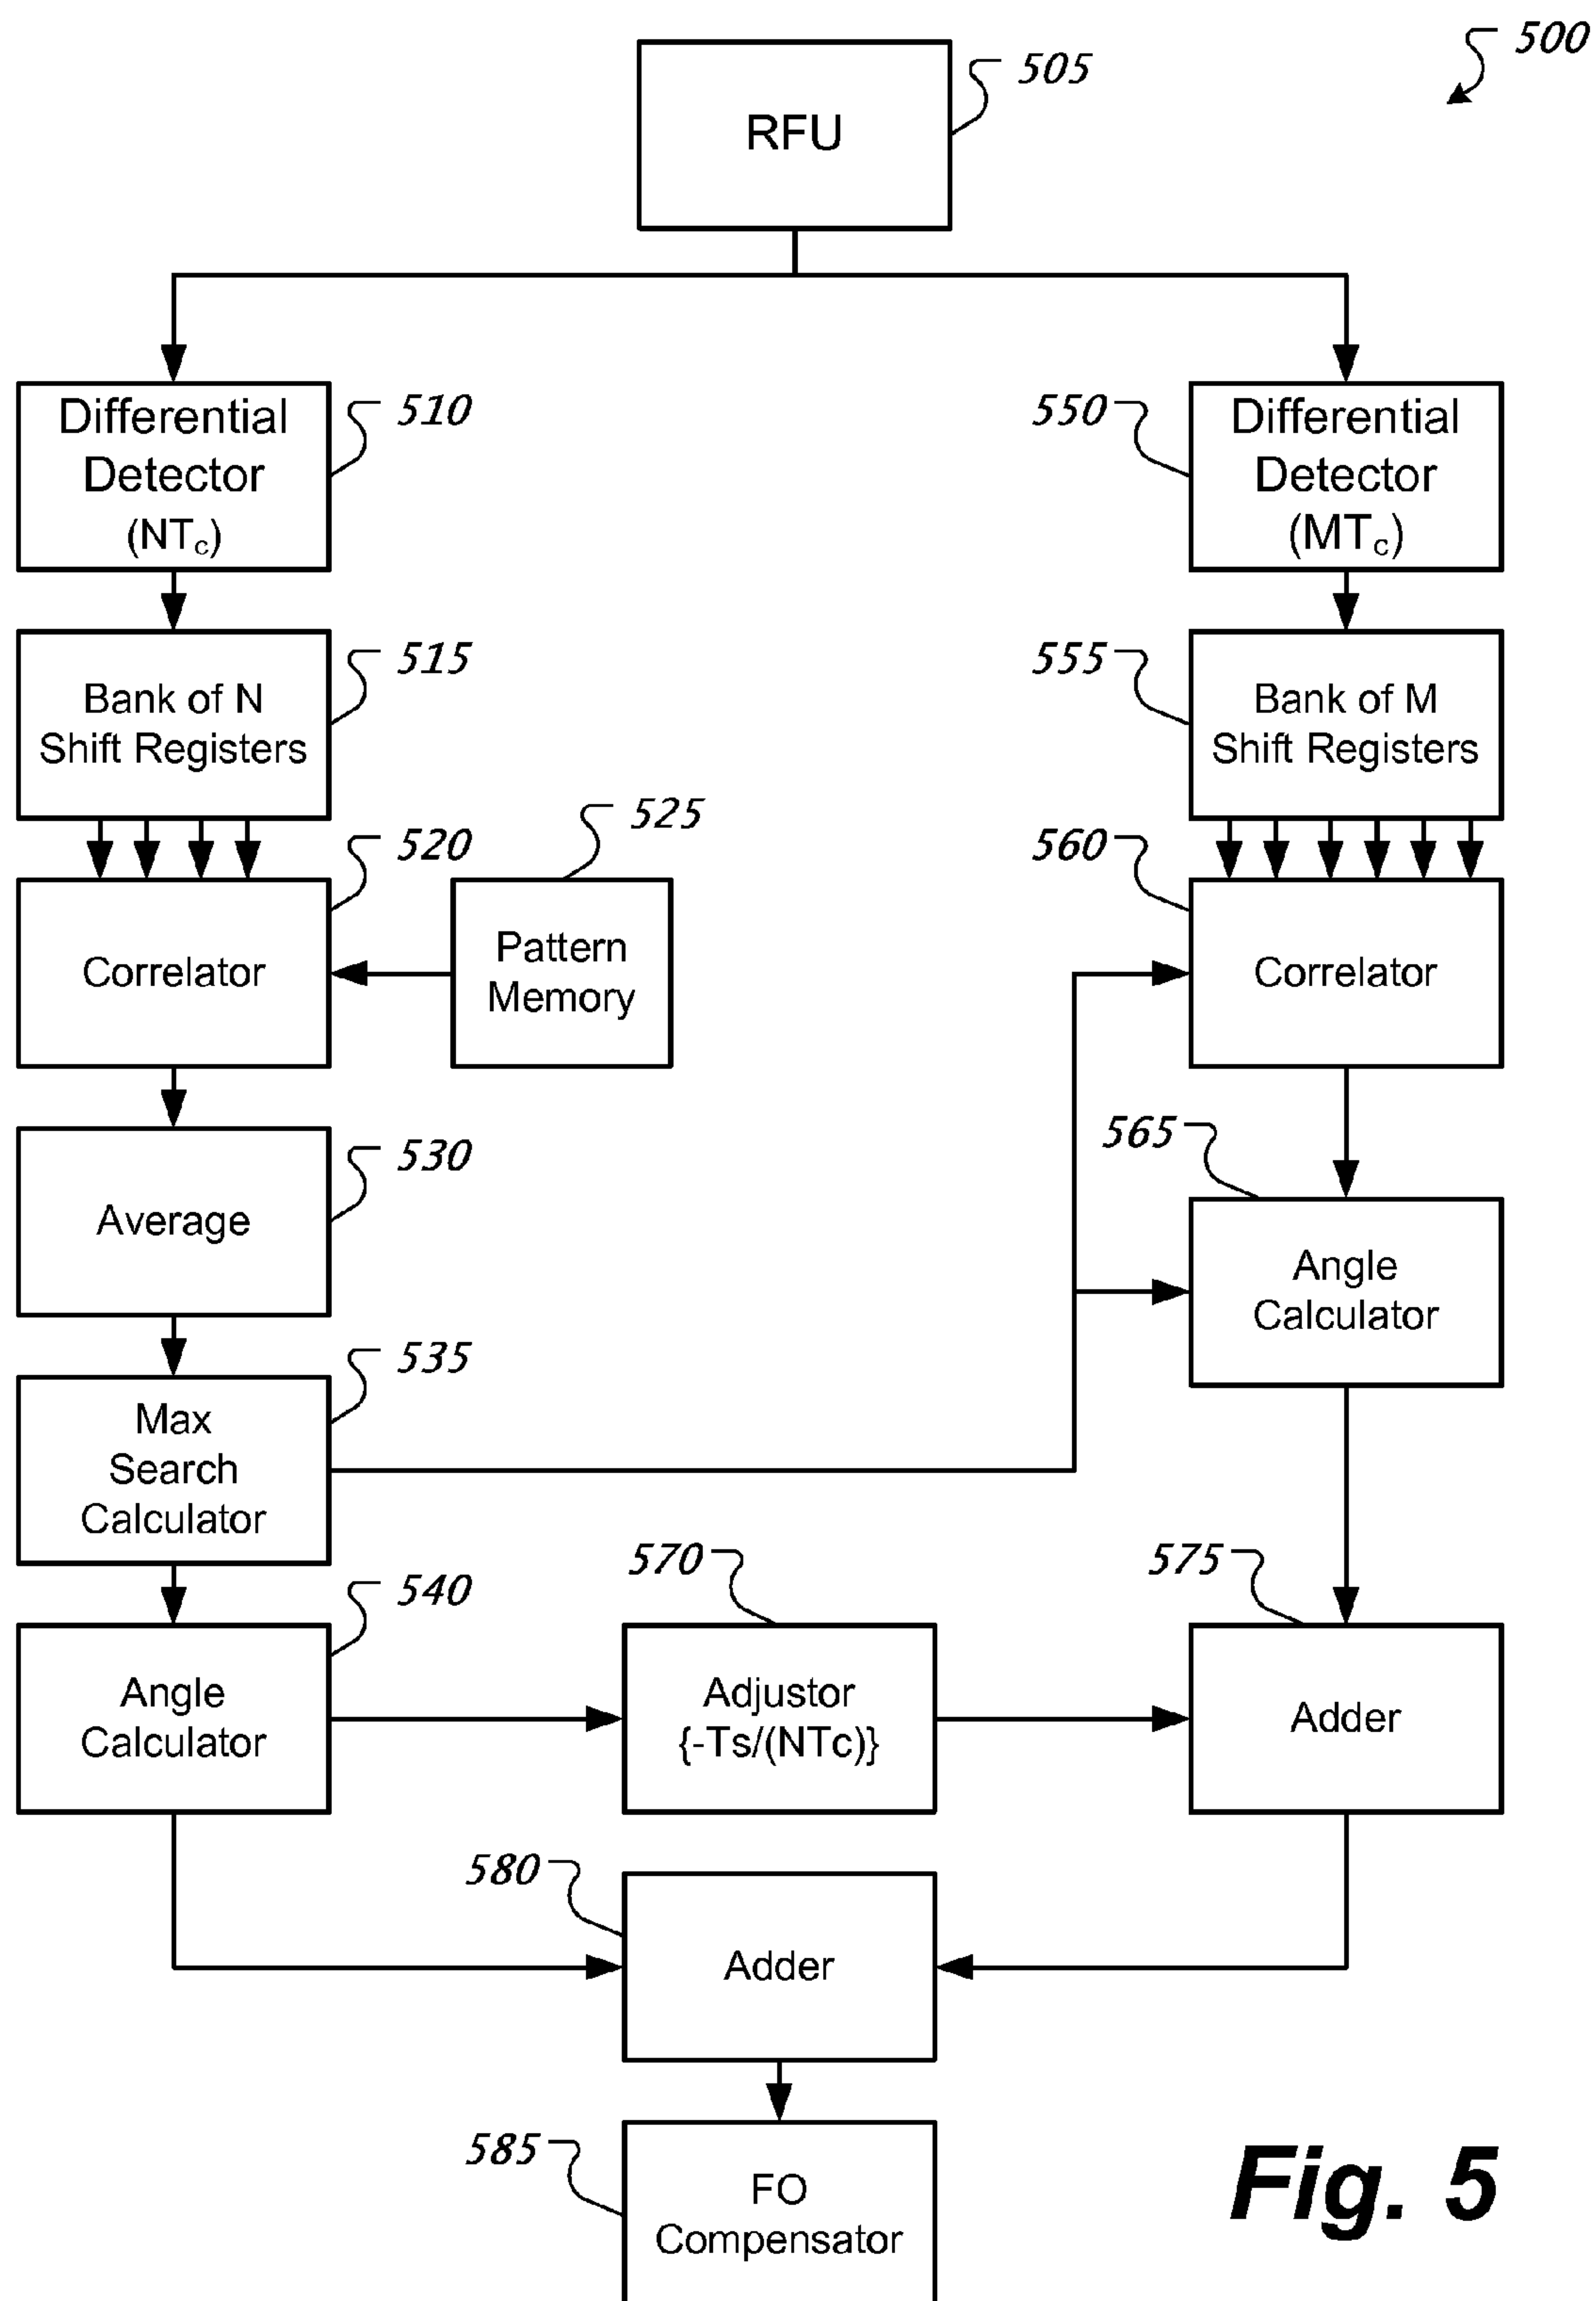 500
505
RFU
Differential
Detector
(NTc)
510
550
Differential
Detector
(MTc)
Bank of N
Shift Registers
515
555
Bank of M
Shift Registers
520
525
560
Correlator
Pattern
Memory
Correlator
530
565
Average
Angle
Calculator
535
Max
Search
Calculator
540
570
575
Angle
Calculator
Adjustor
{-Ts/(NTc)}
Adder
580
Adder
585
FO
Compensator
Fig. 5